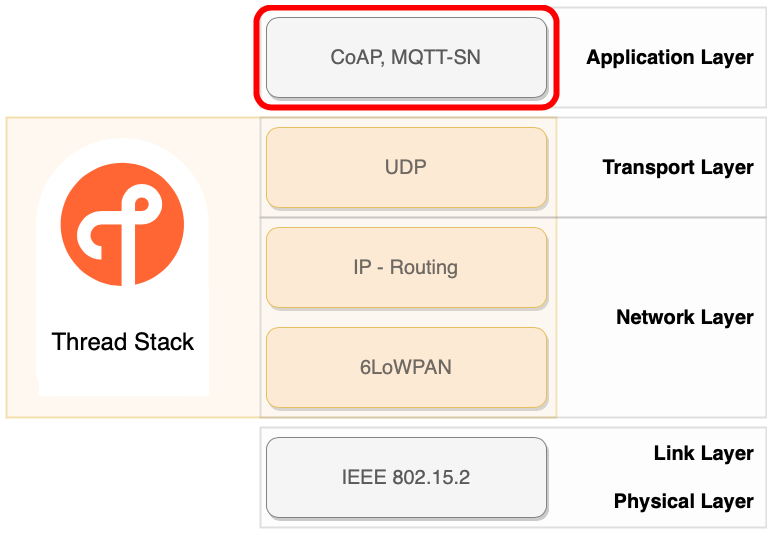 CoAP, MQTT-SN
Application Layer
UDP
Transport Layer
IP - Routing
Network Layer
Thread Stack
6LoWPAN
IEEE 802.15.2
Link Layer
Physical Layer